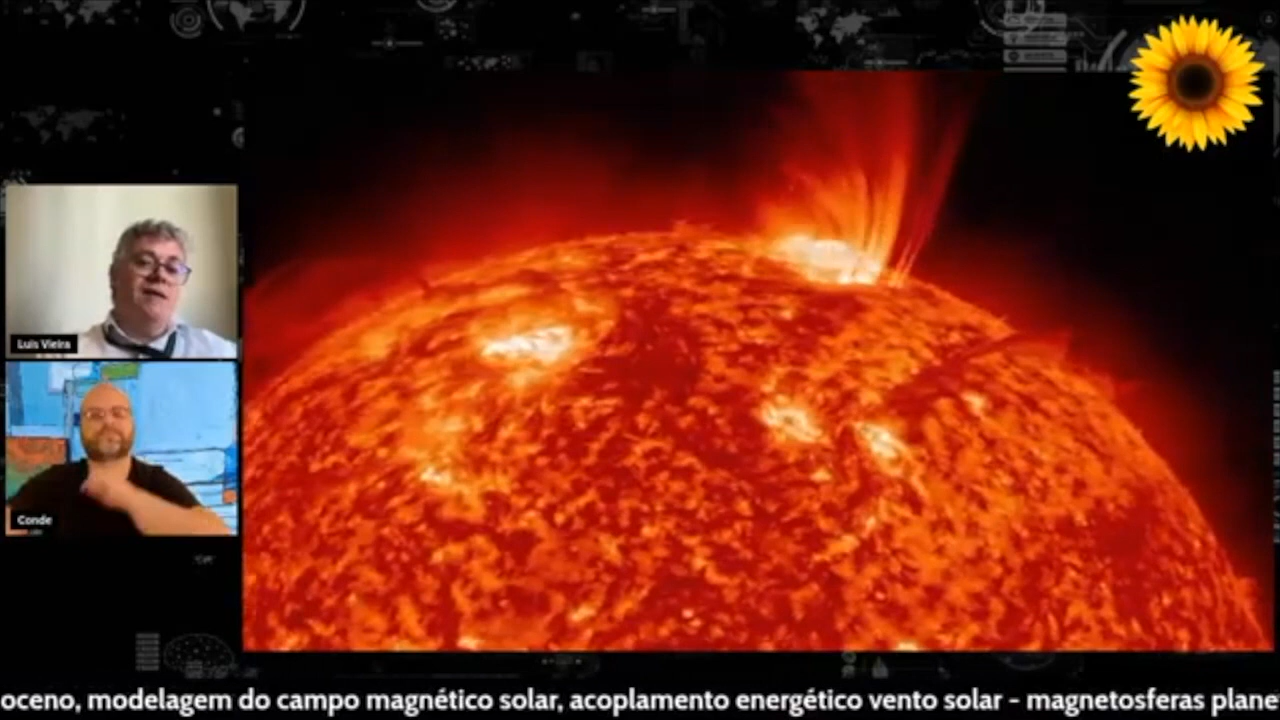 Luis Vieira
Conde
oceno, modelagem do campo magnético solar, acoplamento energético vento solar - magnetosferas plane